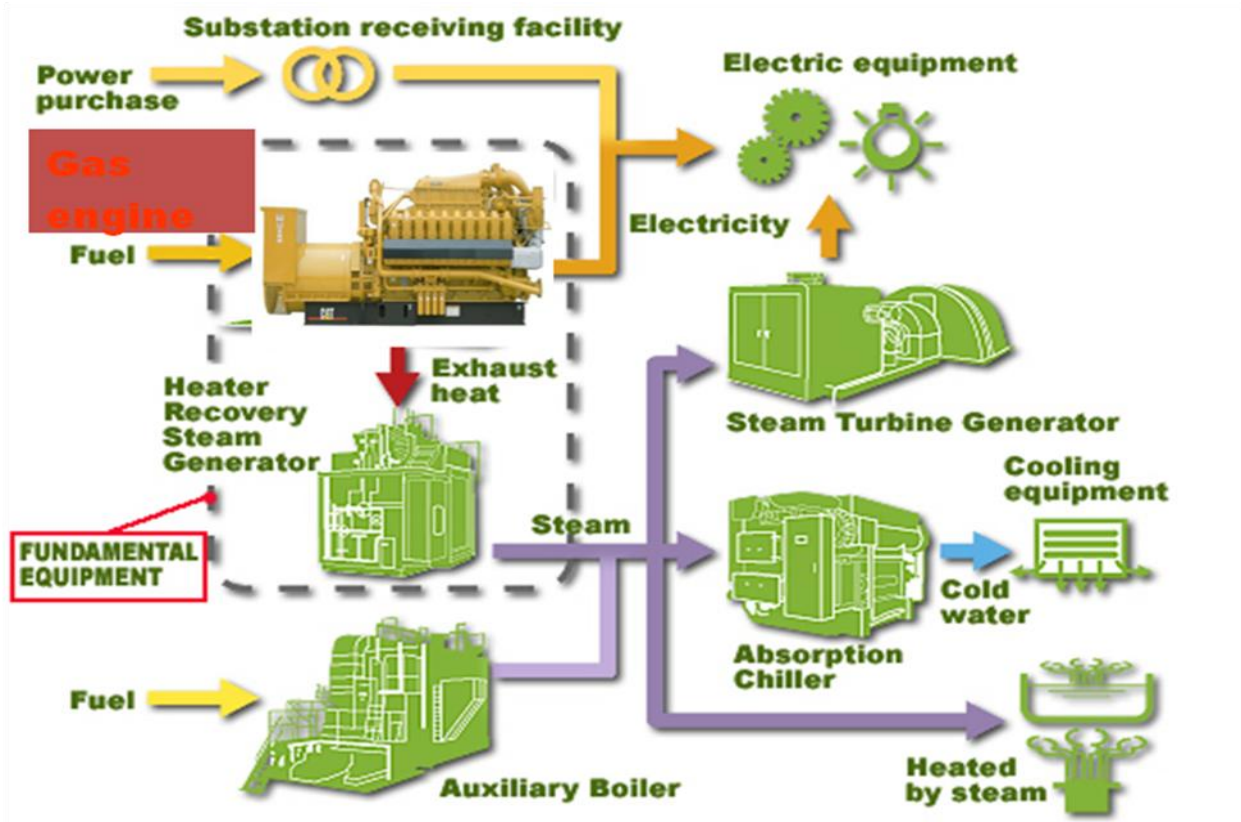 Substation receiving facility
Power
purchase
Electric equipment
Gas
engine
Fuel
Electricity
CAT
Exhaust
heat
Heater
Recovery
Steam
Generator
Steam Turbine Generator
Cooling
equipment
Steam
FUNDAMENTAL
EQUIPMENT
Cold
water
Absorption
Chiller
Fuel
Auxiliary Boiler
Heated
by steam